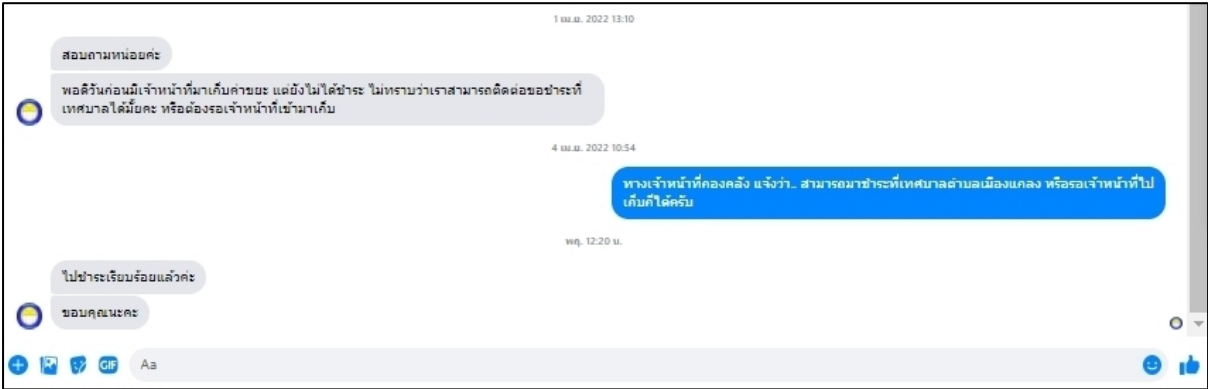 1 เม.ย. 2022 13:10
สอบถามหน่อยค่ะ
พอดีวันก่อนมีเจ้าหน้าที่มาเก็บค่าขยะ แต่ยังไม่ได้ชำระ ไม่ทราบว่าเราสามารถติดต่อขอชำระที่
เทศบาลได้มั้ยคะ หรือต้องรอเจ้าหน้าที่เข้ามาเก็บ
4 เม.ย. 2022 10:54
ทางเจ้าหน้าที่กองคลัง แจ้งว่า.. สามารถมาชำระที่เทศบาลตำบลเมืองแกลง หรือรอเจ้าหน้าที่ไป
เก็บก็ได้ครับ
พฤ. 12:20 น.
ไปชำระเรียบร้อยแล้วค่ะ
ขอบคุณนะคะ
GIF
Aa